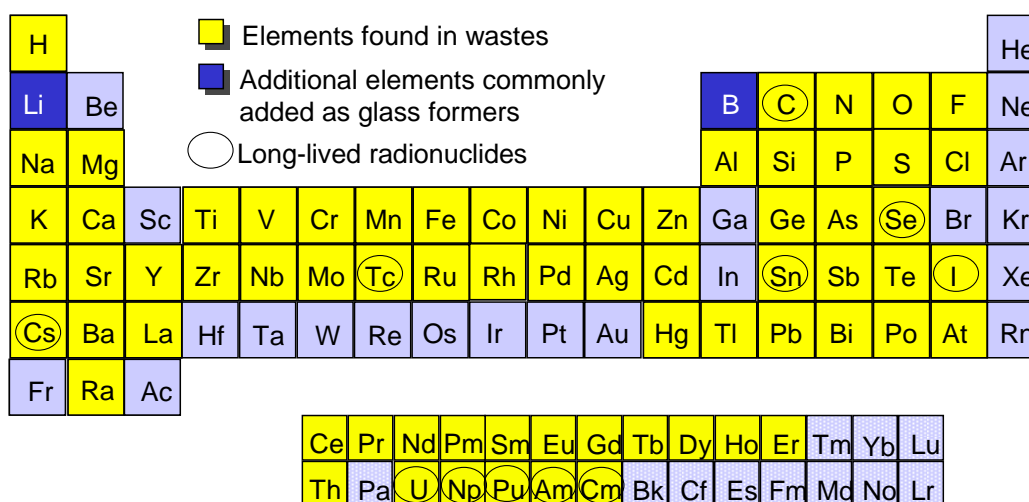 H Elements found in wastes He
Additional elements commonly
added as glass formers
Li Be B C N O F Ne
Long-lived radionuclides
Na Mg Al Si P S Cl Ar
K Ca Sc Ti V Cr Mn Fe Co Ni Cu Zn Ga Ge As Se Br Kr
Rb Sr Y Zr Nb Mo Tc Ru Rh Pd Ag Cd In Sn Sb Te I Xe
Cs Ba La Hf Ta W Re Os Ir Pt Au Hg Tl Pb Bi Po At Rn
Fr Ra Ac
Ce Pr Nd Pm Sm Eu Gd Tb Dy Ho Er Tm Yb Lu
Th Pa U Np Pu Am Cm Bk Cf Es Fm Md No Lr